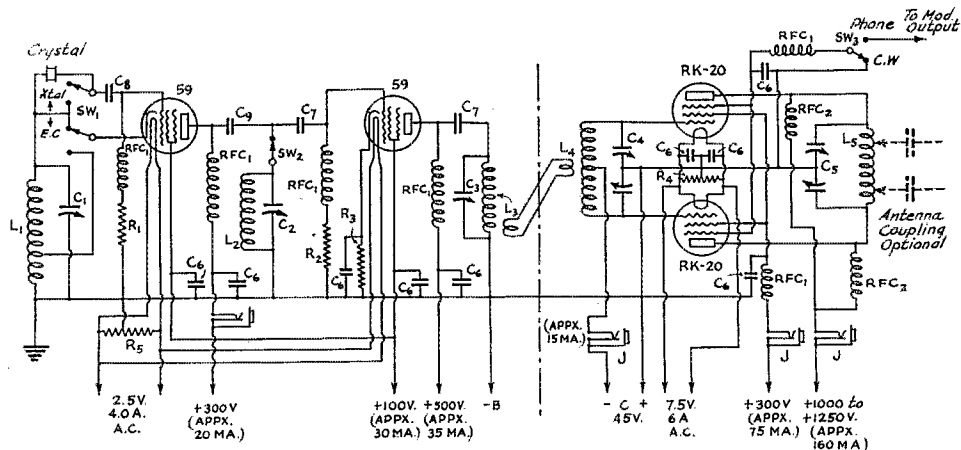 Crystal
Xtal
E.C
SW1
C8
59
L1
C1
RFC1
R1
R5
C6
RFC1
C9
C7
SW2
L2
C2
C6
RFC1
R2
R3
C6
59
C6
RFC1
C7
C3
L3
C6
L4
C4
RK-20
C6
C6
R4
RK-20
RFC1
C6
SW3
Phone
To Mod.
Output
C.W
RFC2
C5
L5
Antenna
Coupling
Optional
C6
RFC1
RFC2
(APPX.
15 MA.)
J
J
J
2.5V.
4.0 A.
A.C.
+300V
(APPX.
20 MA.)
+100V.
(APPX.
30 MA.)
+500V.
(APPX.
35 MA.)
-B
- C +
45V.
7.5V.
6 A
A.C.
+300V
(APPX.
75 MA.)
+1000 to
+1250V.
(APPX.
160 MA.)